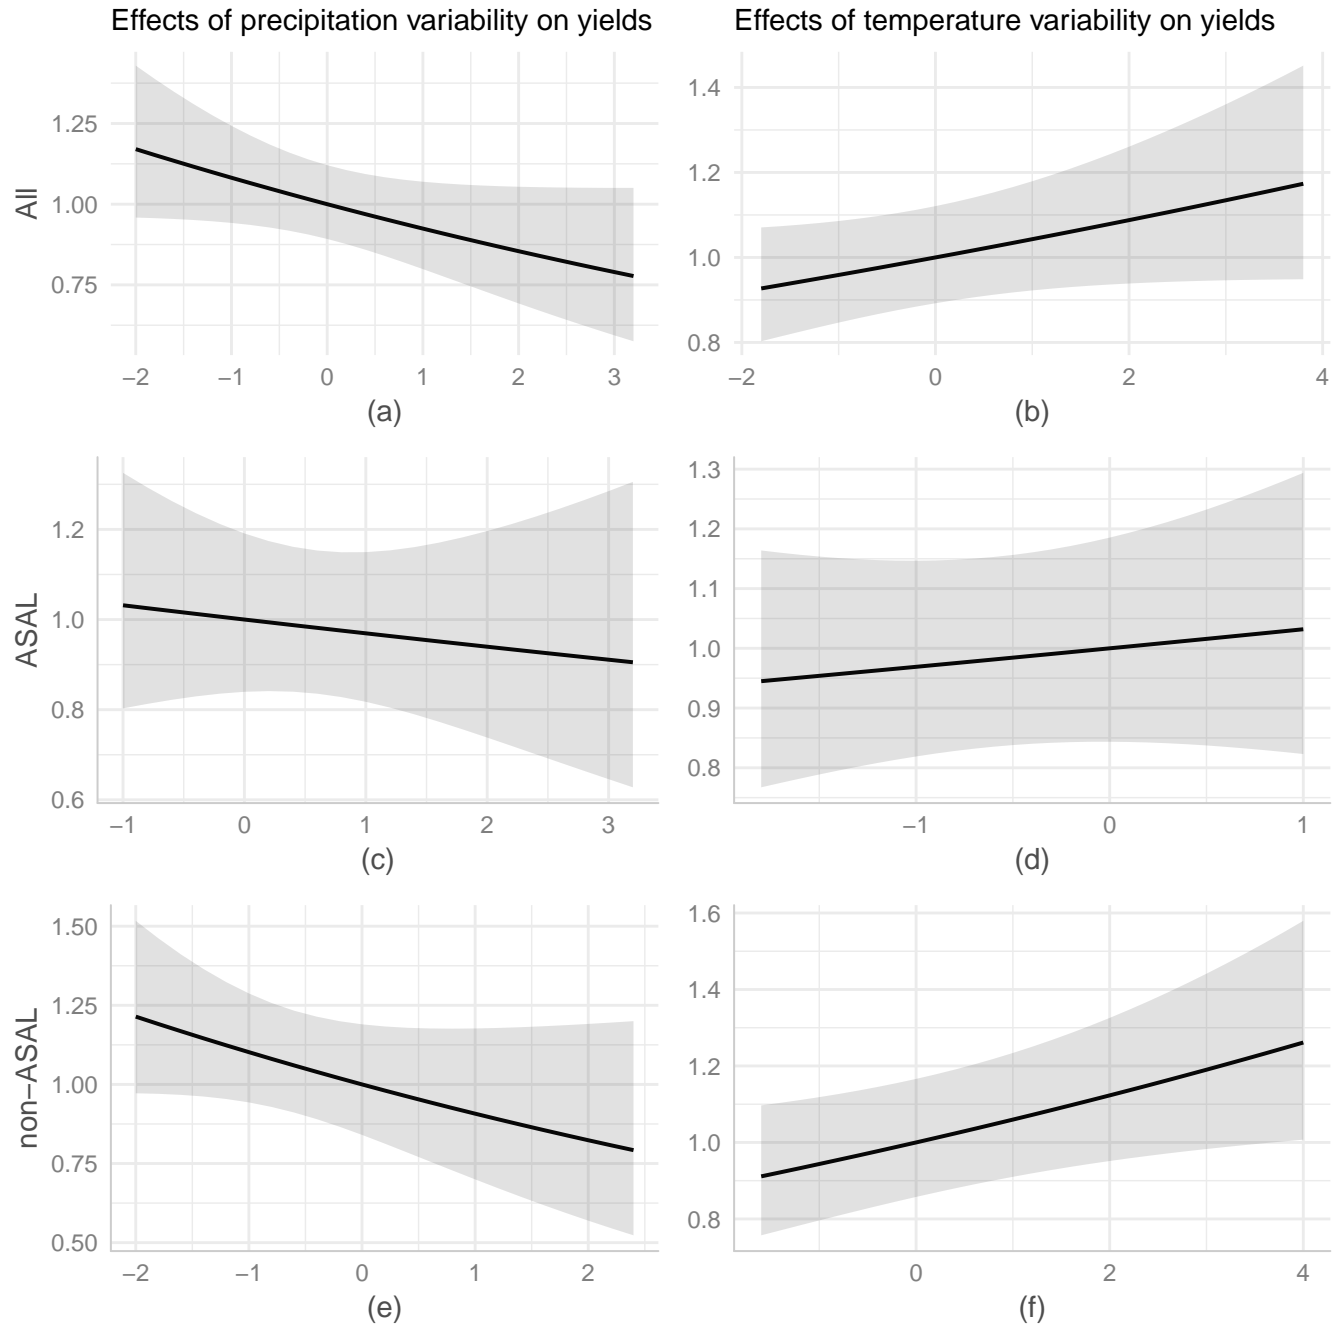 Effects of precipitation variability on yields
Effects of temperature variability on yields
All
1.25
1.00
0.75
−2 −1 0 1 2 3
(a)
1.4
1.2
1.0
0.8
−2 0 2 4
(b)
ASAL
1.2
1.0
0.8
0.6
−1 0 1 2 3
(c)
1.3
1.2
1.1
1.0
0.9
0.8
−1 0 1
(d)
non−ASAL
1.50
1.25
1.00
0.75
0.50
−2 −1 0 1 2
(e)
1.6
1.4
1.2
1.0
0.8
0 2 4
(f)